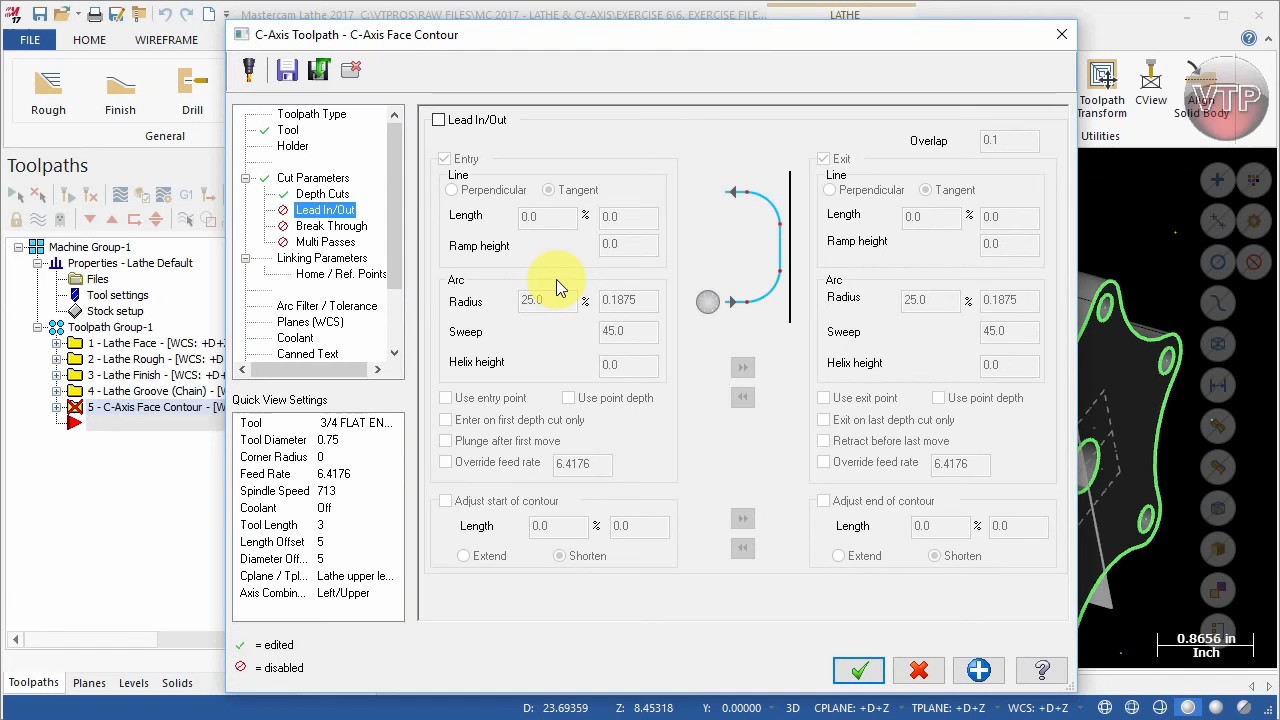 Mastercam Lathe 2017 C:\VTPROS\RAW FILES\MC 2017 - LATHE & CY-AXIS\EXERCISE 6\6. EXERCISE FILE...
LATHE
FILE
HOME
WIREFRAME
Rough
Finish
Drill
General
Toolpath Transform
CView
Align Solid Body
Utilities
VTP
C-Axis Toolpath - C-Axis Face Contour
Toolpaths
G1
Machine Group-1
Properties - Lathe Default
Files
Tool settings
Stock setup
Toolpath Group-1
1 - Lathe Face - [WCS: +D+Z
2 - Lathe Rough - [WCS: +D
3 - Lathe Finish - [WCS: +D+
4 - Lathe Groove (Chain) - [W
5 - C-Axis Face Contour - [W
Toolpath Type
Tool
Holder
Cut Parameters
Depth Cuts
Lead In/Out
Break Through
Multi Passes
Linking Parameters
Home / Ref. Points
Arc Filter / Tolerance
Planes (WCS)
Coolant
Canned Text
Quick View Settings
Tool 3/4 FLAT EN...
Tool Diameter 0.75
Corner Radius 0
Feed Rate 6.4176
Spindle Speed 713
Coolant Off
Tool Length 3
Length Offset 5
Diameter Off... 5
Cplane / Tpl... Lathe upper le...
Axis Combin... Left/Upper
= edited
= disabled
Lead In/Out
Overlap 0.1
Entry
Line
Perpendicular Tangent
Length 0.0 % 0.0
Ramp height 0.0
Arc
Radius 25.0 % 0.1875
Sweep 45.0
Helix height 0.0
Use entry point Use point depth
Enter on first depth cut only
Plunge after first move
Override feed rate 6.4176
Adjust start of contour
Length 0.0 % 0.0
Extend Shorten
Exit
Line
Perpendicular Tangent
Length 0.0 % 0.0
Ramp height 0.0
Arc
Radius 25.0 % 0.1875
Sweep 45.0
Helix height 0.0
Use exit point Use point depth
Exit on last depth cut only
Retract before last move
Override feed rate 6.4176
Adjust end of contour
Length 0.0 % 0.0
Extend Shorten
0.8656 in
Inch
Toolpaths Planes Levels Solids
D: 23.69359 Z: 8.45318 Y: 0.00000 3D CPLANE: +D+Z TPLANE: +D+Z WCS: +D+Z